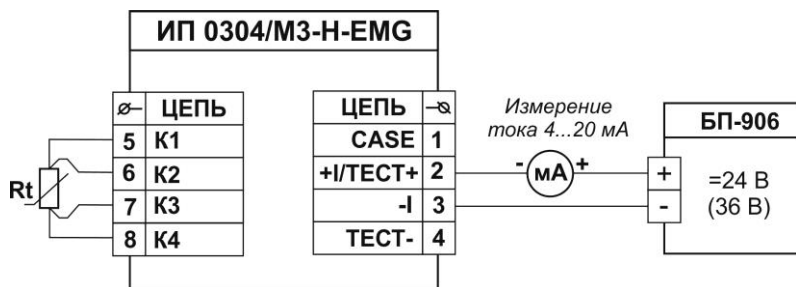 ИП 0304/М3-Н-EMG
ЦЕПЬ
5 К1
6 К2
7 К3
8 К4
Rt
ЦЕПЬ
CASE 1
+I/ТЕСТ+ 2
-I 3
ТЕСТ- 4
Измерение
тока 4...20 мА
- мА +
БП-906
+
-
=24 В
(36 В)